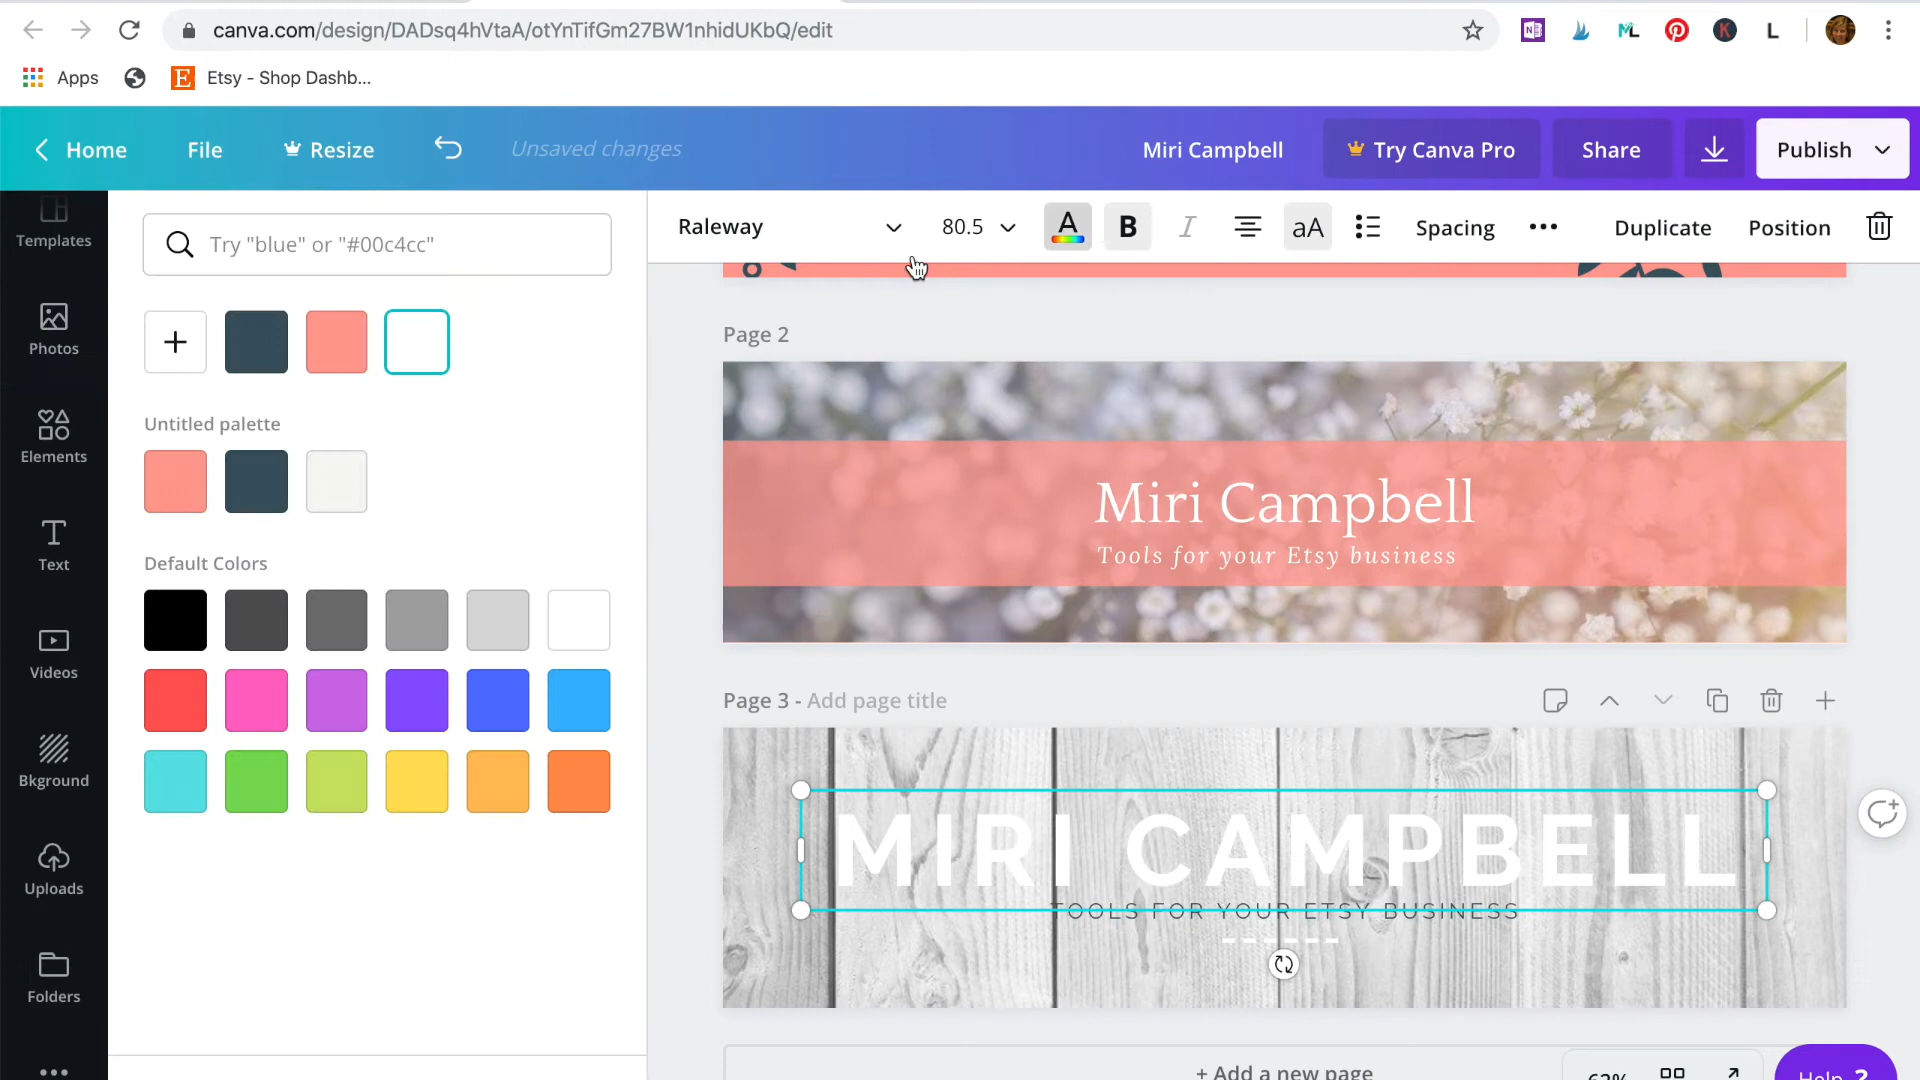 canva.com/design/DADsq4hVtaA/otYnTifGm27BW1nhidUKbQ/edit
Apps
Etsy - Shop Dashb...
Home
File
Resize
Unsaved changes
Miri Campbell
Try Canva Pro
Share
Publish
Templates
Photos
Elements
Text
Videos
Bkground
Uploads
Folders
Try "blue" or "#00c4cc"
Untitled palette
Default Colors
Raleway
80.5
A
B
I
aA
Spacing
Duplicate
Position
Page 2
Miri Campbell
Tools for your Etsy business
Page 3 - Add page title
MIRI CAMPBELL
TOOLS FOR YOUR ETSY BUSINESS
+ Add a new page
62%
Help ?